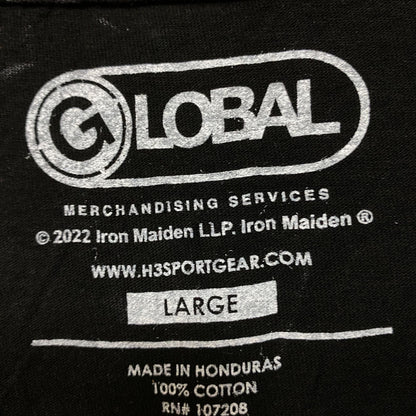 GLOBAL
MERCHANDISING SERVICES
© 2022 Iron Maiden LLP. Iron Maiden ®
WWW.H3SPORTGEAR.COM
LARGE
MADE IN HONDURAS
100% COTTON
RN# 107208